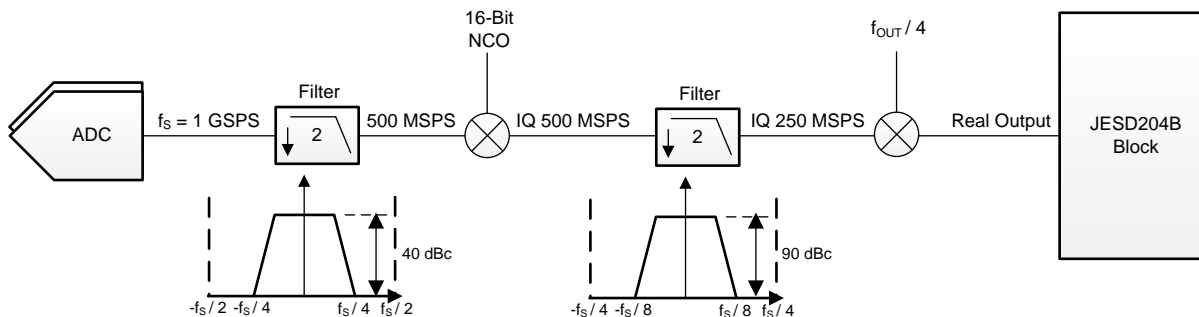 16-Bit
NCO
f_OUT / 4
Filter
Filter
ADC
f_S = 1 GSPS
2
500 MSPS
IQ 500 MSPS
2
IQ 250 MSPS
Real Output
JESD204B
Block
40 dBc
90 dBc
-f_S / 2
-f_S / 4
f_S / 4
f_S / 2
-f_S / 4
-f_S / 8
f_S / 8
f_S / 4